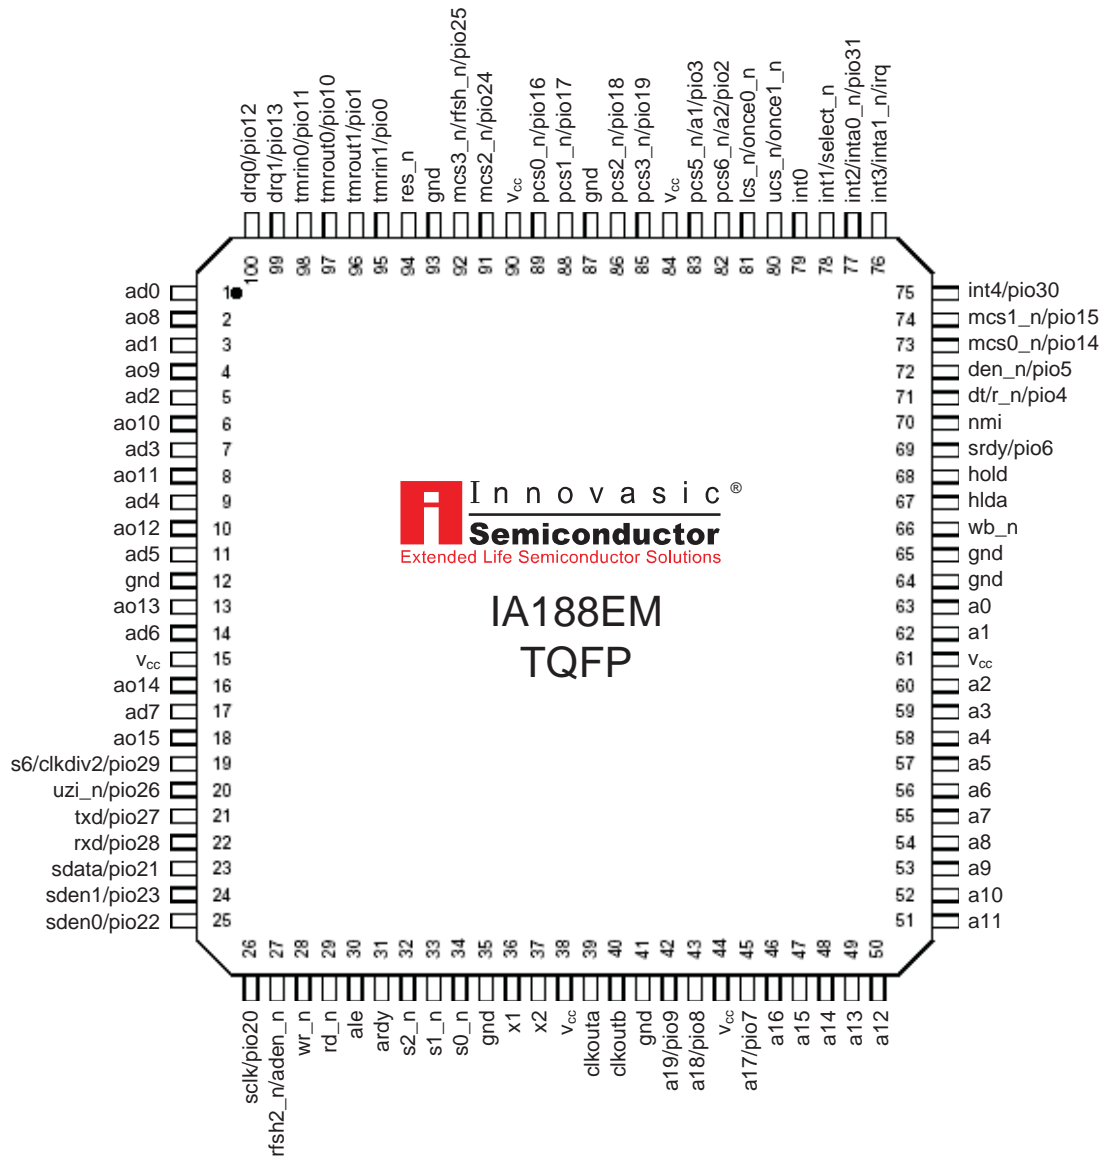 drq0/pio12
drq1/pio13
tmrin0/pio11
tmrout0/pio10
tmrout1/pio1
tmrin1/pio0
res_n
gnd
mcs3_n/rfsh_n/pio25
mcs2_n/pio24
vcc
pcs0_n/pio16
pcs1_n/pio17
gnd
pcs2_n/pio18
pcs3_n/pio19
vcc
pcs5_n/a1/pio3
pcs6_n/a2/pio2
lcs_n/once0_n
ucs_n/once1_n
int0
int1/select_n
int2/inta0_n/pio31
int3/inta1_n/irq
100
99
98
97
96
95
94
93
92
91
90
89
88
87
86
85
84
83
82
81
80
79
78
77
76
ad0 1
ao8 2
ad1 3
ao9 4
ad2 5
ao10 6
ad3 7
ao11 8
ad4 9
ao12 10
ad5 11
gnd 12
ao13 13
ad6 14
vcc 15
ao14 16
ad7 17
ao15 18
s6/clkdiv2/pio29 19
uzi_n/pio26 20
txd/pio27 21
rxd/pio28 22
sdata/pio21 23
sden1/pio23 24
sden0/pio22 25
i Innovasic ®
Semiconductor
Extended Life Semiconductor Solutions
IA188EM
TQFP
75 int4/pio30
74 mcs1_n/pio15
73 mcs0_n/pio14
72 den_n/pio5
71 dt/r_n/pio4
70 nmi
69 srdy/pio6
68 hold
67 hlda
66 wb_n
65 gnd
64 gnd
63 a0
62 a1
61 vcc
60 a2
59 a3
58 a4
57 a5
56 a6
55 a7
54 a8
53 a9
52 a10
51 a11
26
27
28
29
30
31
32
33
34
35
36
37
38
39
40
41
42
43
44
45
46
47
48
49
50
sclk/pio20
rfsh2_n/aden_n
wr_n
rd_n
ale
ardy
s2_n
s1_n
s0_n
gnd
x1
x2
vcc
clkouta
clkoutb
gnd
a19/pio9
a18/pio8
vcc
a17/pio7
a16
a15
a14
a13
a12